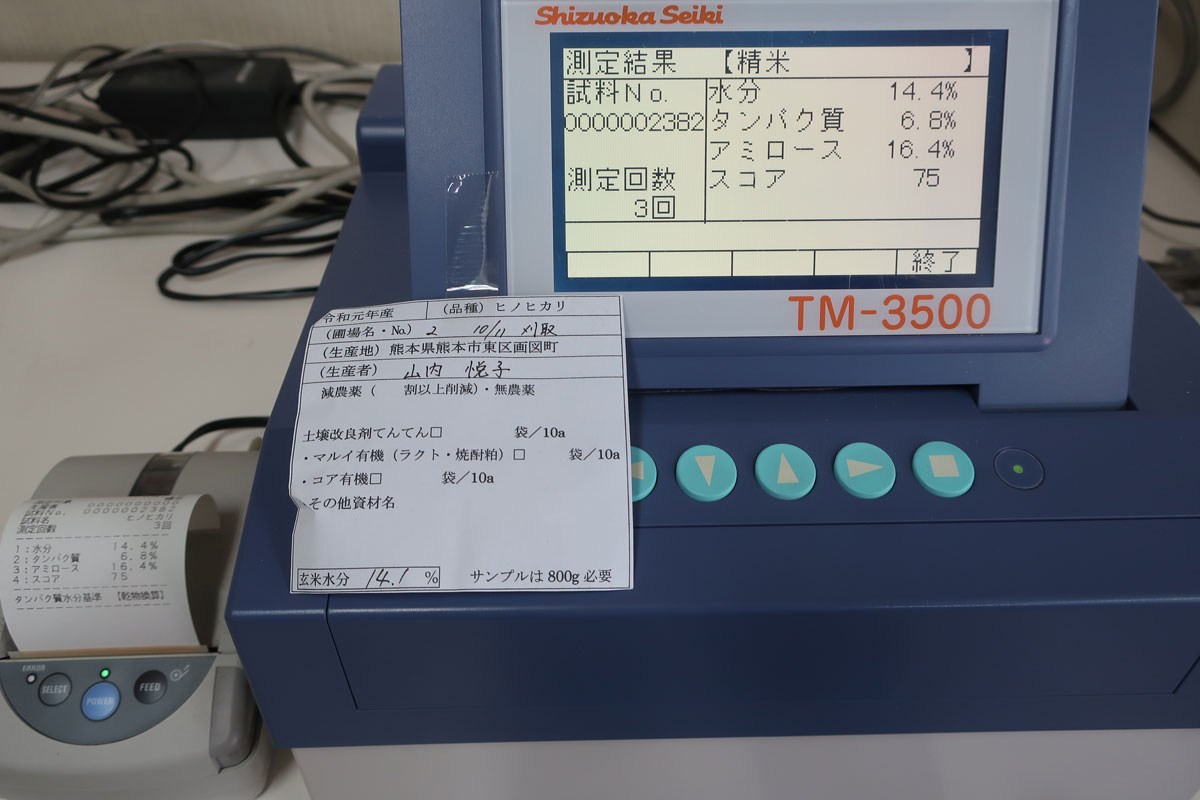 Shizuoka Seiki
測定結果 【精米 】
試料No.
0000002382
測定回数
3回
水分 14.4%
タンパク質 6.8%
アミロース 16.4%
スコア 75
終了
TM-3500
令和元年産 (品種) ヒノヒカリ
(圃場名・No.) 2 10/11 刈取
(生産地) 熊本県熊本市東区画図町
(生産者) 山内 悦子
減農薬 ( 割以上削減)・無農薬
土壌改良剤てんてん□ 袋/10a
・マルイ有機 (ラクト・焼酎粕) □ 袋/10a
・コア有機□ 袋/10a
・その他資材名
玄米水分 14.1 %
サンプルは800g必要
0000000000
試料No. 0000002382
試料名 ヒノヒカリ
測定回数 3回
1:水分 14.4%
2:タンパク質 6.8%
3:アミロース 16.4%
4:スコア 75
タンパク質水分基準 [乾物換算]
ERROR
SELECT
POWER
FEED